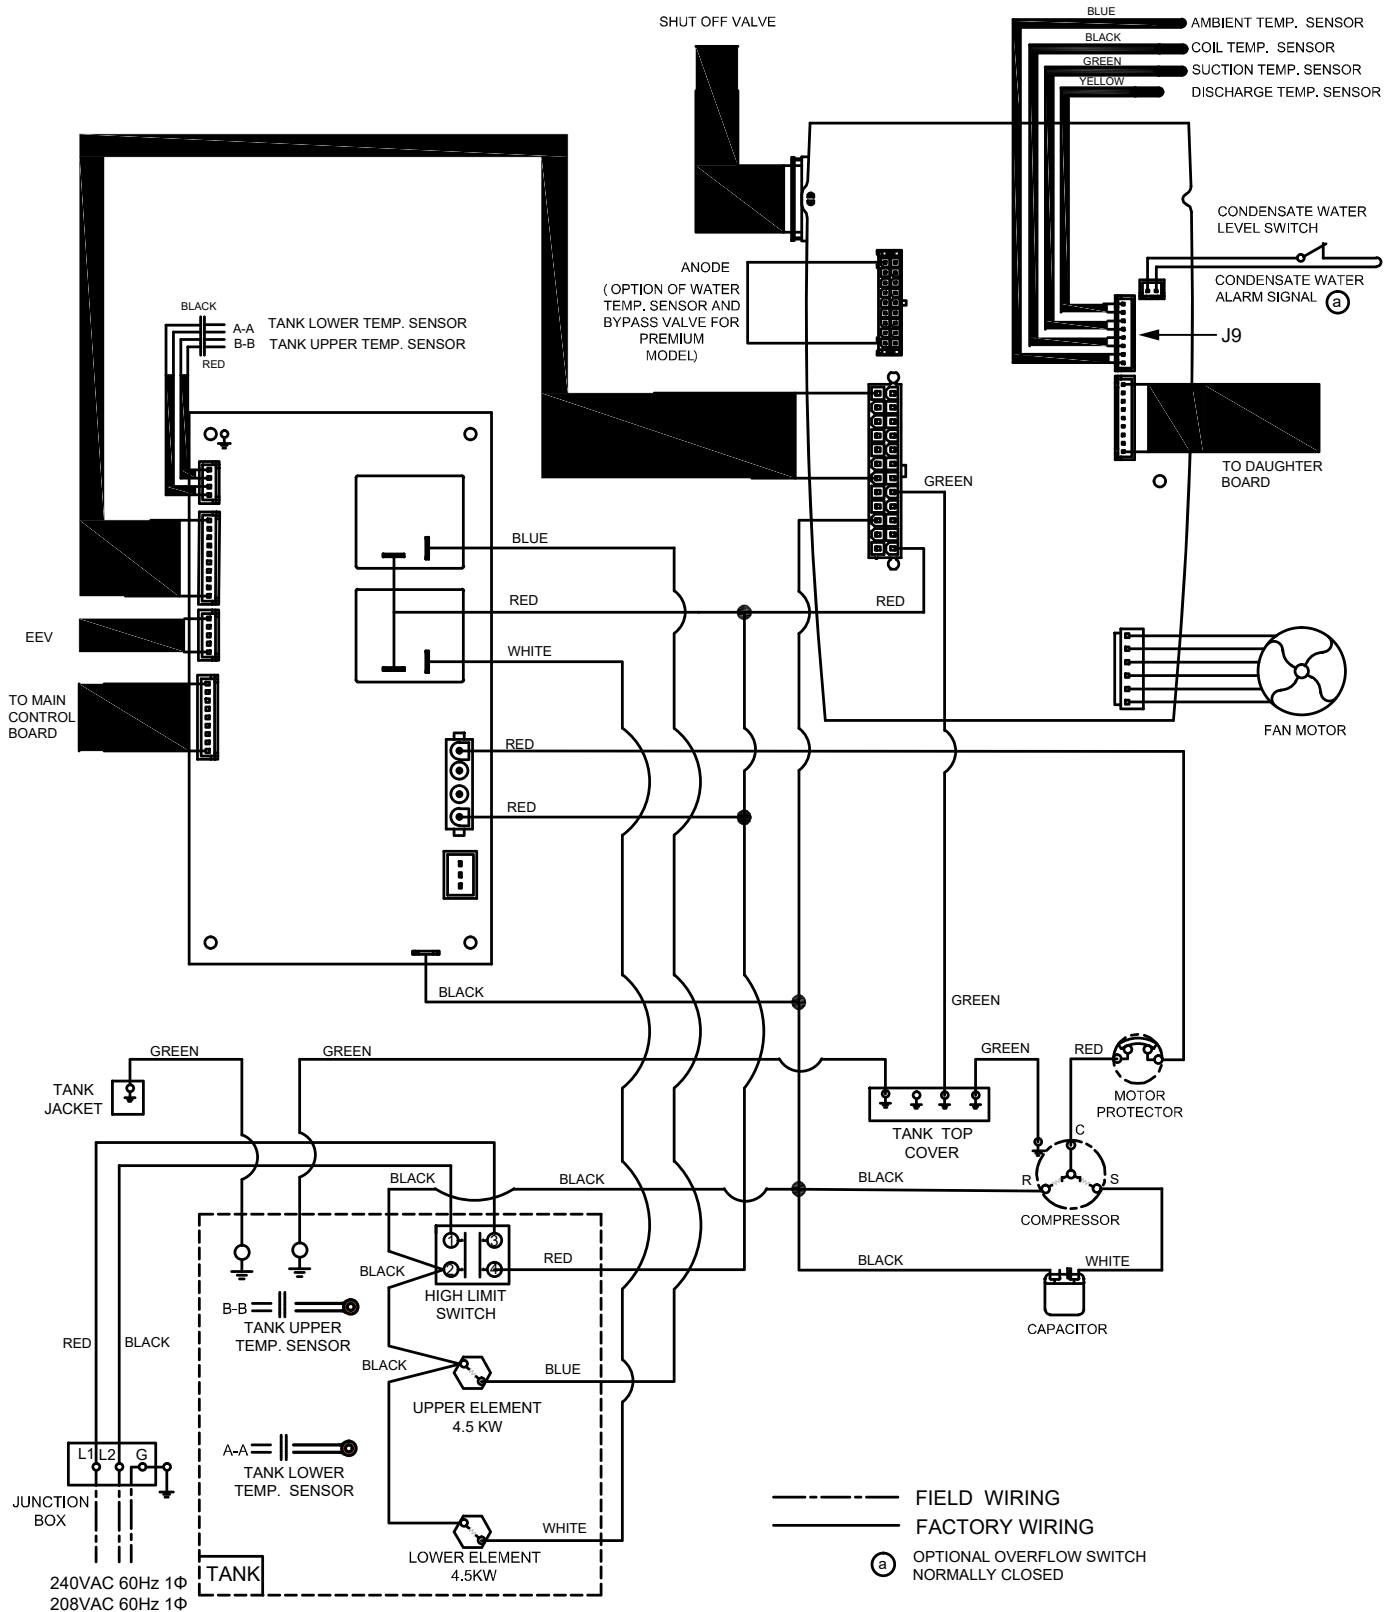 SHUT OFF VALVE
BLUE
AMBIENT TEMP. SENSOR
BLACK
COIL TEMP. SENSOR
GREEN
SUCTION TEMP. SENSOR
YELLOW
DISCHARGE TEMP. SENSOR
CONDENSATE WATER
LEVEL SWITCH
CONDENSATE WATER
ALARM SIGNAL a
J9
ANODE
( OPTION OF WATER
TEMP. SENSOR AND
BYPASS VALVE FOR
PREMIUM
MODEL)
BLACK
A-A TANK LOWER TEMP. SENSOR
B-B TANK UPPER TEMP. SENSOR
RED
TO DAUGHTER
BOARD
GREEN
BLUE
RED
RED
WHITE
EEV
TO MAIN
CONTROL
BOARD
FAN MOTOR
RED
RED
BLACK
GREEN
GREEN
GREEN
GREEN
RED
TANK
JACKET
MOTOR
PROTECTOR
TANK TOP
COVER
C
BLACK
BLACK
BLACK
R
S
COMPRESSOR
1
3
2
4
RED
BLACK
BLACK
WHITE
HIGH LIMIT
SWITCH
CAPACITOR
B-B
TANK UPPER
TEMP. SENSOR
RED
BLACK
BLACK
BLUE
UPPER ELEMENT
4.5 KW
A-A
TANK LOWER
TEMP. SENSOR
L1
L2
G
JUNCTION
BOX
WHITE
LOWER ELEMENT
4.5KW
TANK
240VAC 60Hz 1Φ
208VAC 60Hz 1Φ
FIELD WIRING
FACTORY WIRING
a OPTIONAL OVERFLOW SWITCH
NORMALLY CLOSED